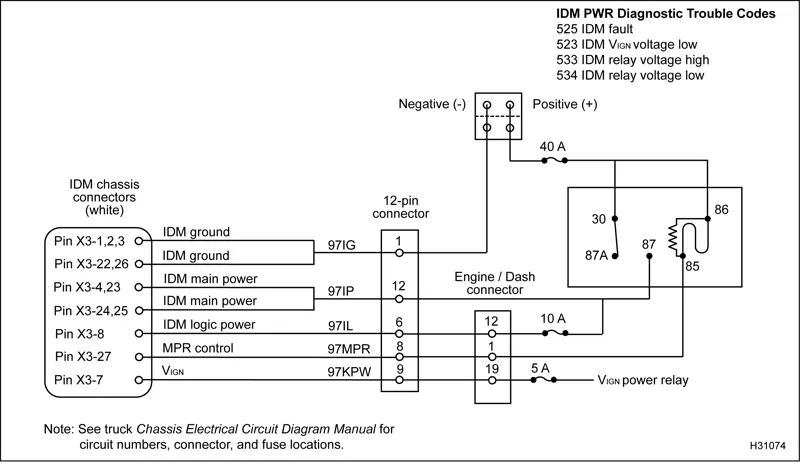 IDM PWR Diagnostic Trouble Codes
525 IDM fault
523 IDM VIGN voltage low
533 IDM relay voltage high
534 IDM relay voltage low
Negative (-)
Positive (+)
40 A
IDM chassis
connectors
(white)
12-pin
connector
86
30
87A
87
85
Pin X3-1,2,3
IDM ground
97IG
1
Pin X3-22,26
IDM ground
Engine / Dash
connector
Pin X3-4,23
IDM main power
97IP
12
Pin X3-24,25
IDM main power
Pin X3-8
IDM logic power
97IL
6
12
10 A
Pin X3-27
MPR control
97MPR
8
1
Pin X3-7
VIGN
97KPW
9
19
5 A
VIGN power relay
Note: See truck Chassis Electrical Circuit Diagram Manual for
circuit numbers, connector, and fuse locations.
H31074